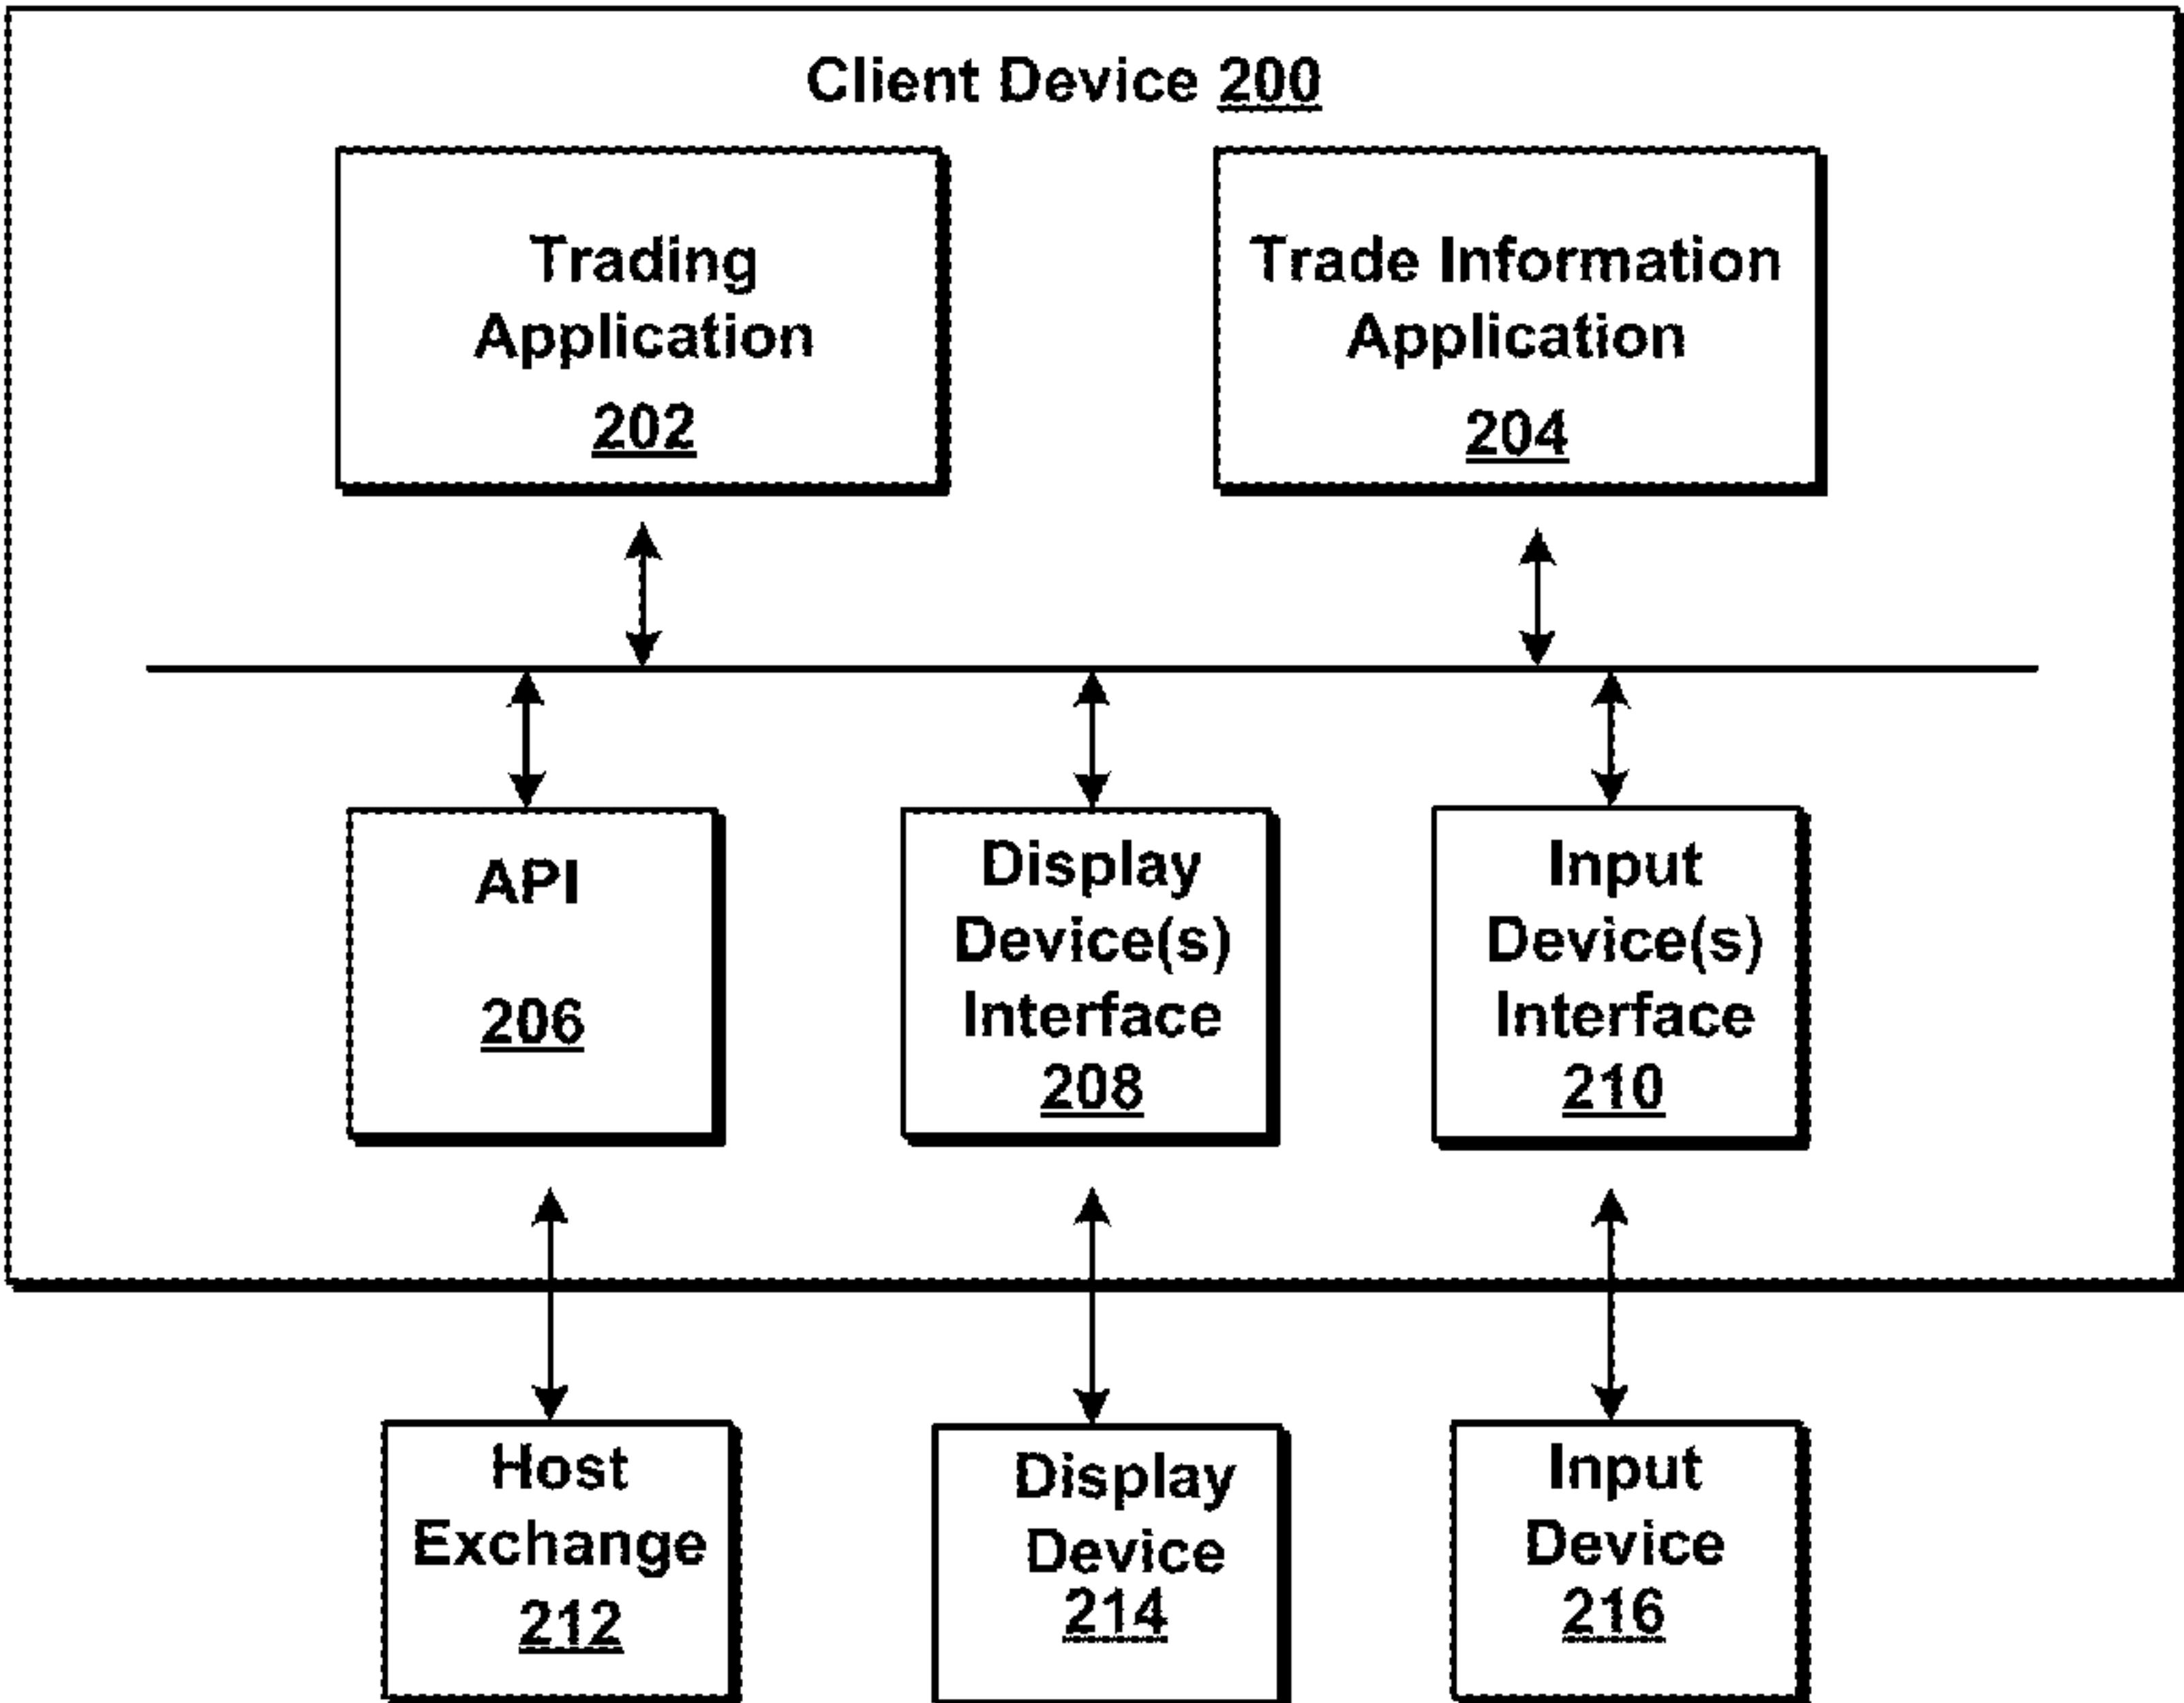 Client Device 200
Trading
Application
202
Trade Information
Application
204
API
206
Display
Device(s)
Interface
208
Input
Device(s)
Interface
210
Host
Exchange
212
Display
Device
214
Input
Device
216